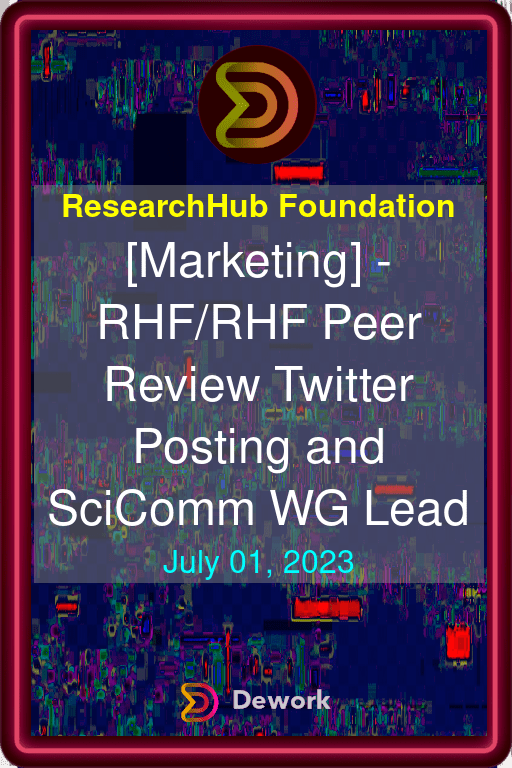 ResearchHub Foundation
[Marketing] -
RHF/RHF Peer
Review Twitter
Posting and
SciComm WG Lead
July 01, 2023
Dework